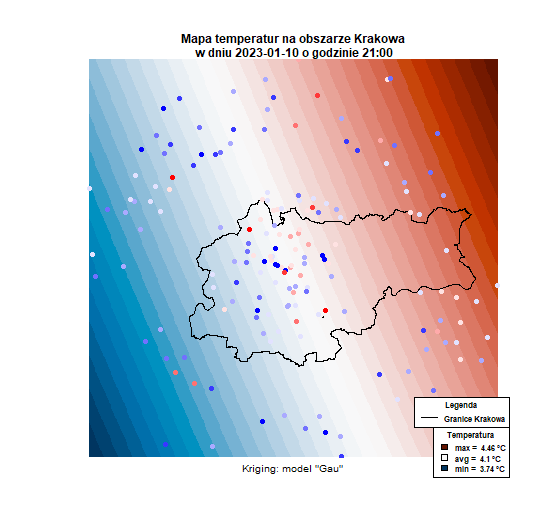 Mapa temperatur na obszarze Krakowa
w dniu 2023-01-10 o godzinie 21:00
Legenda
Granice Krakowa
Temperatura
max = 4.46 °C
avg = 4.1 °C
min = 3.74 °C
Kriging: model "Gau"